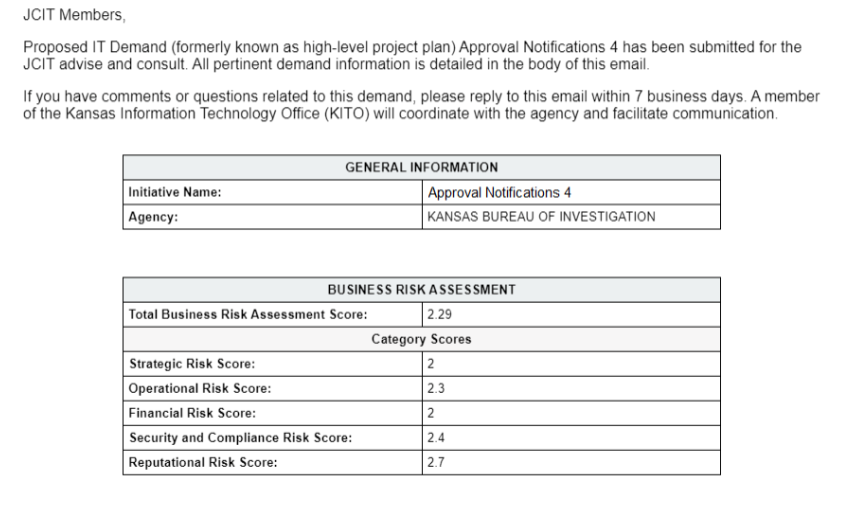 JCIT Members,
Proposed IT Demand (formerly known as high-level project plan) Approval Notifications 4 has been submitted for the
JCIT advise and consult. All pertinent demand information is detailed in the body of this email.
If you have comments or questions related to this demand, please reply to this email within 7 business days. A member
of the Kansas Information Technology Office (KITO) will coordinate with the agency and facilitate communication.
GENERAL INFORMATION
Initiative Name: Approval Notifications 4
Agency: KANSAS BUREAU OF INVESTIGATION
BUSINESS RISK ASSESSMENT
Total Business Risk Assessment Score: 2.29
Category Scores
Strategic Risk Score: 2
Operational Risk Score: 2.3
Financial Risk Score: 2
Security and Compliance Risk Score: 2.4
Reputational Risk Score: 2.7